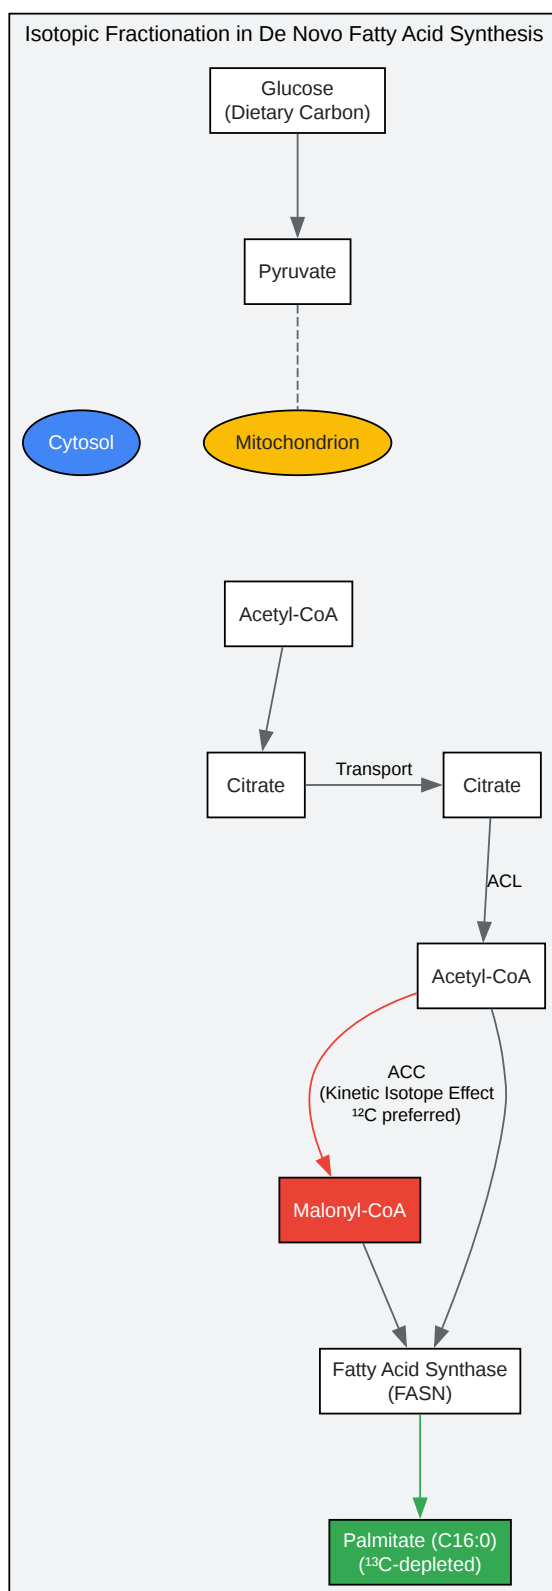 Isotopic Fractionation in De Novo Fatty Acid Synthesis
Glucose
(Dietary Carbon)
Pyruvate
Cytosol
Mitochondrion
Acetyl-CoA
Citrate
Transport
Citrate
ACL
Acetyl-CoA
ACC
(Kinetic Isotope Effect
¹²C preferred)
Malonyl-CoA
Fatty Acid Synthase
(FASN)
Palmitate (C16:0)
(¹³C-depleted)